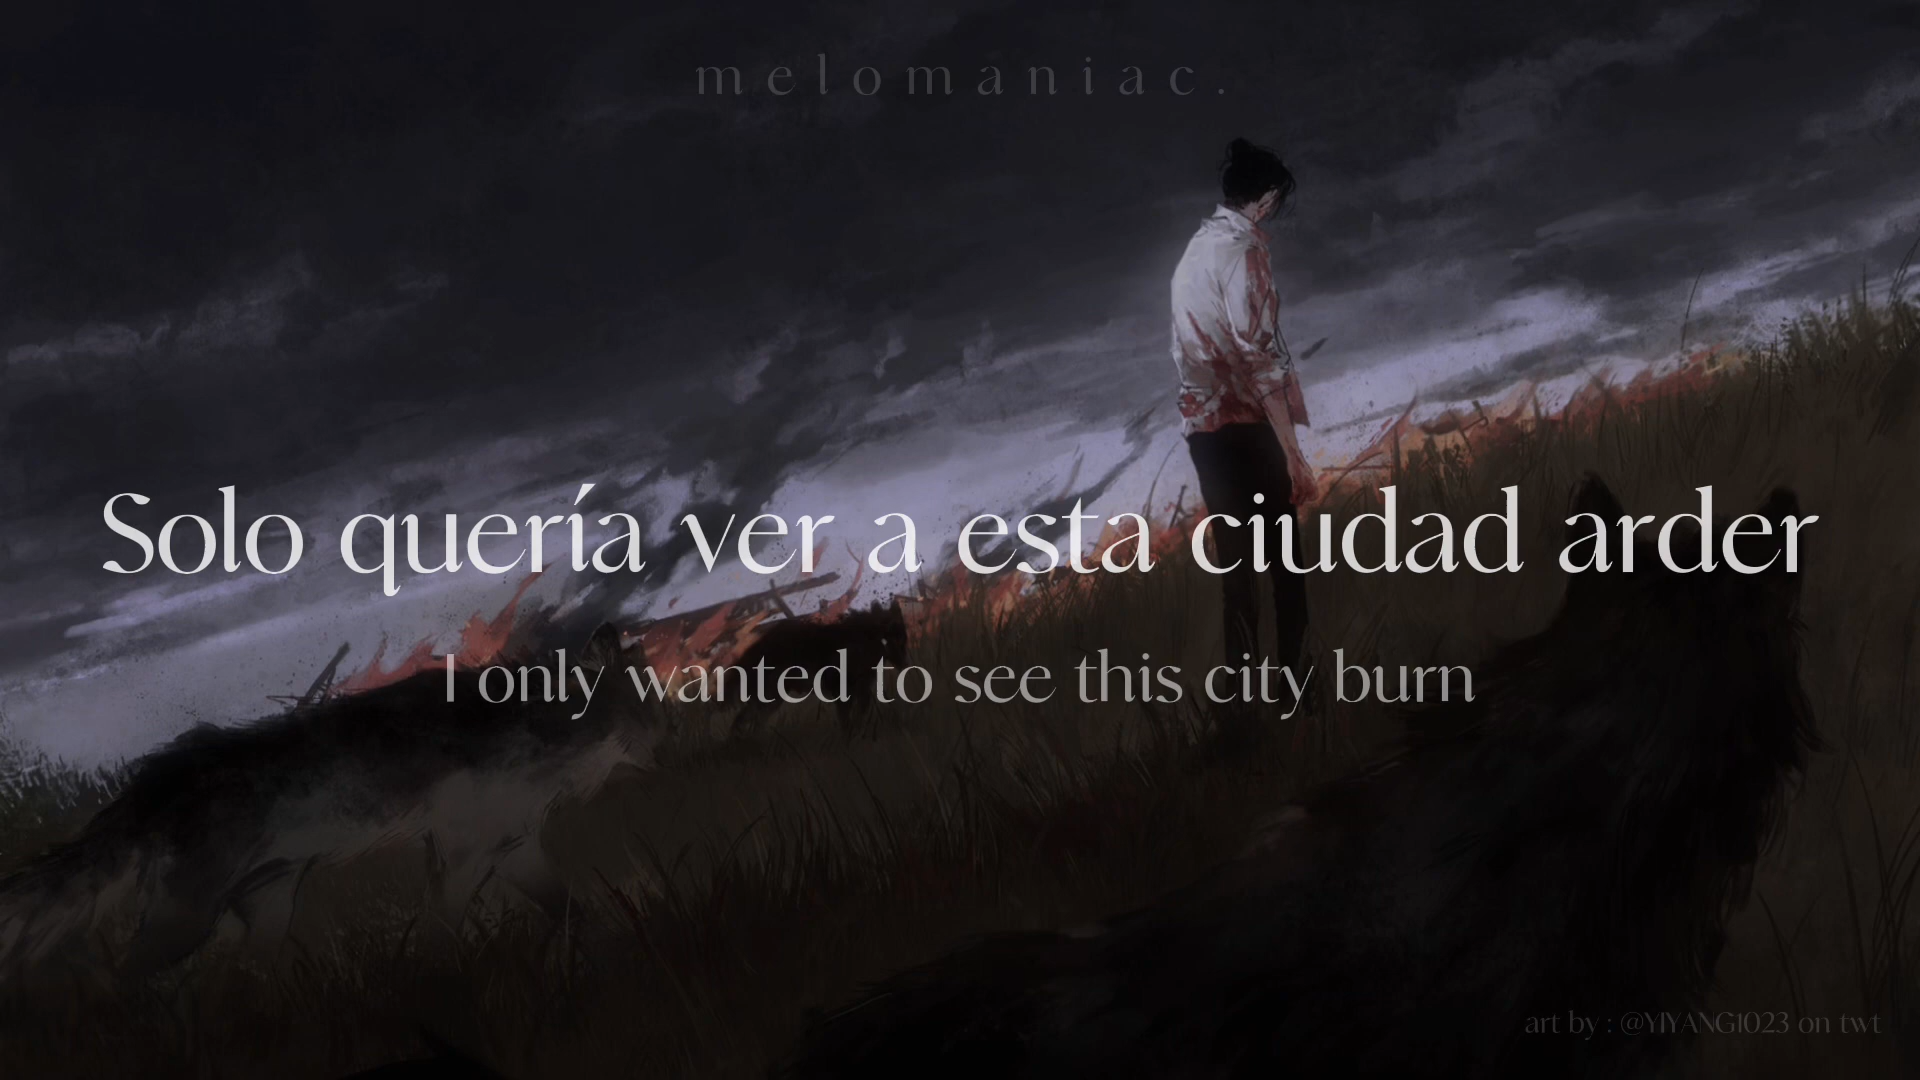 melomaniac.
Solo quería ver a esta ciudad arder
I only wanted to see this city burn
art by : @YIYANG1023 on twt